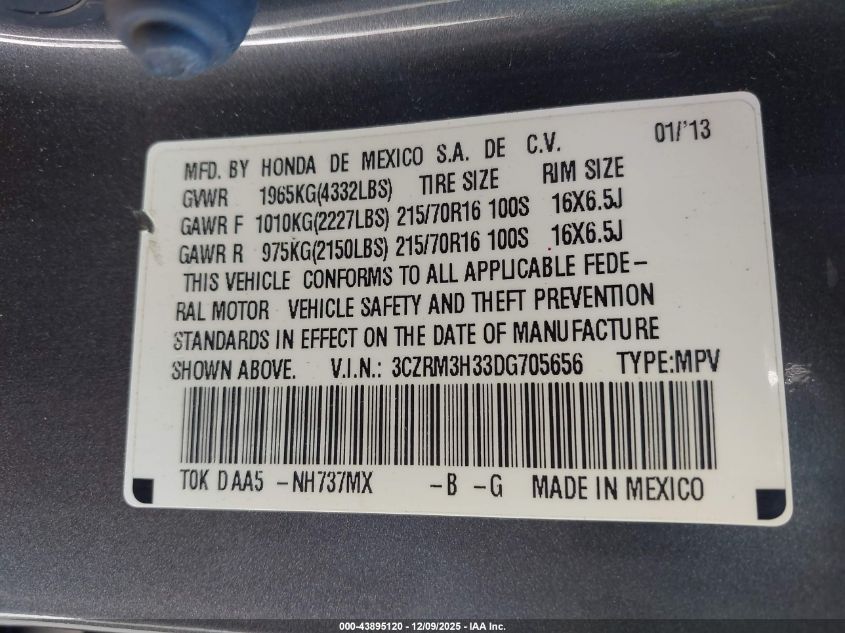 MFD. BY HONDA DE MEXICO S.A. DE C.V. 01/'13
GVWR 1965KG(4332LBS) TIRE SIZE RIM SIZE
GAWR F 1010KG(2227LBS) 215/70R16 100S 16X6.5J
GAWR R 975KG(2150LBS) 215/70R16 100S 16X6.5J
THIS VEHICLE CONFORMS TO ALL APPLICABLE FEDE-
RAL MOTOR VEHICLE SAFETY AND THEFT PREVENTION
STANDARDS IN EFFECT ON THE DATE OF MANUFACTURE
SHOWN ABOVE. V.I.N.: 3CZRM3H33DG705656 TYPE:MPV
T0K D AA5 -NH737MX -B -G MADE IN MEXICO
000-43895120 - 12/09/2025 - IAA Inc.